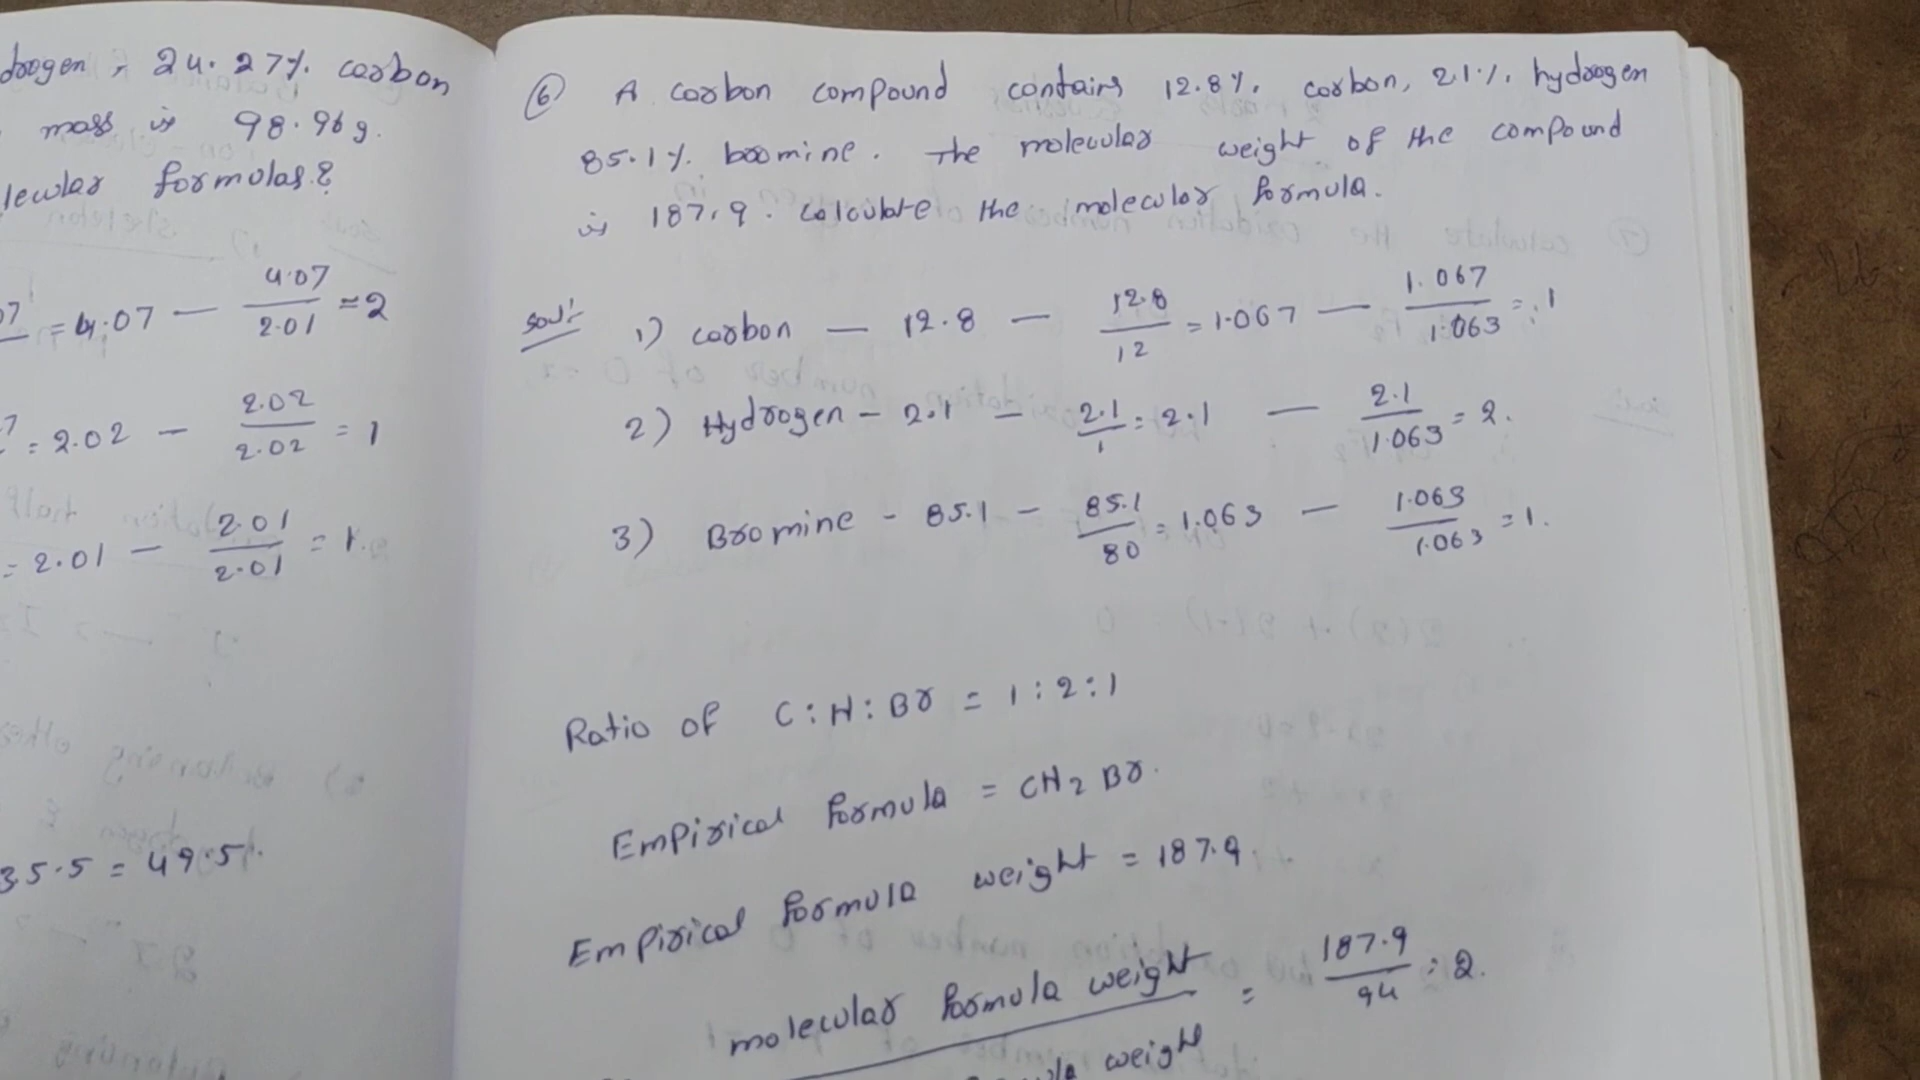 drogen, 24.27%. carbon
mass is 98.96 g.
lecular formulas?
= 4.07 — 4.07/2.01 = 2
= 2.02 — 2.02/2.02 = 1
= 2.01 — 2.01/2.01 = 1.
35.5 = 49.5.
6 A carbon compound contains 12.8%. carbon, 2.1%. hydrogen
85.1%. bromine. The molecular weight of the compound
is 187.9. Calculate the molecular formula.
Sol:- 1) carbon — 12.8 — 12.8/12 = 1.067 — 1.067/1.063 = 1
2) Hydrogen — 2.1 — 2.1/1 = 2.1 — 2.1/1.063 = 2.
3) Bromine - 85.1 — 85.1/80 = 1.063 — 1.063/1.063 = 1.
Ratio of C:H:Br = 1:2:1
Empirical formula = CH2 Br.
Empirical formula weight = 187.9.
molecular formula weight = 187.9/94 = 2.
weight